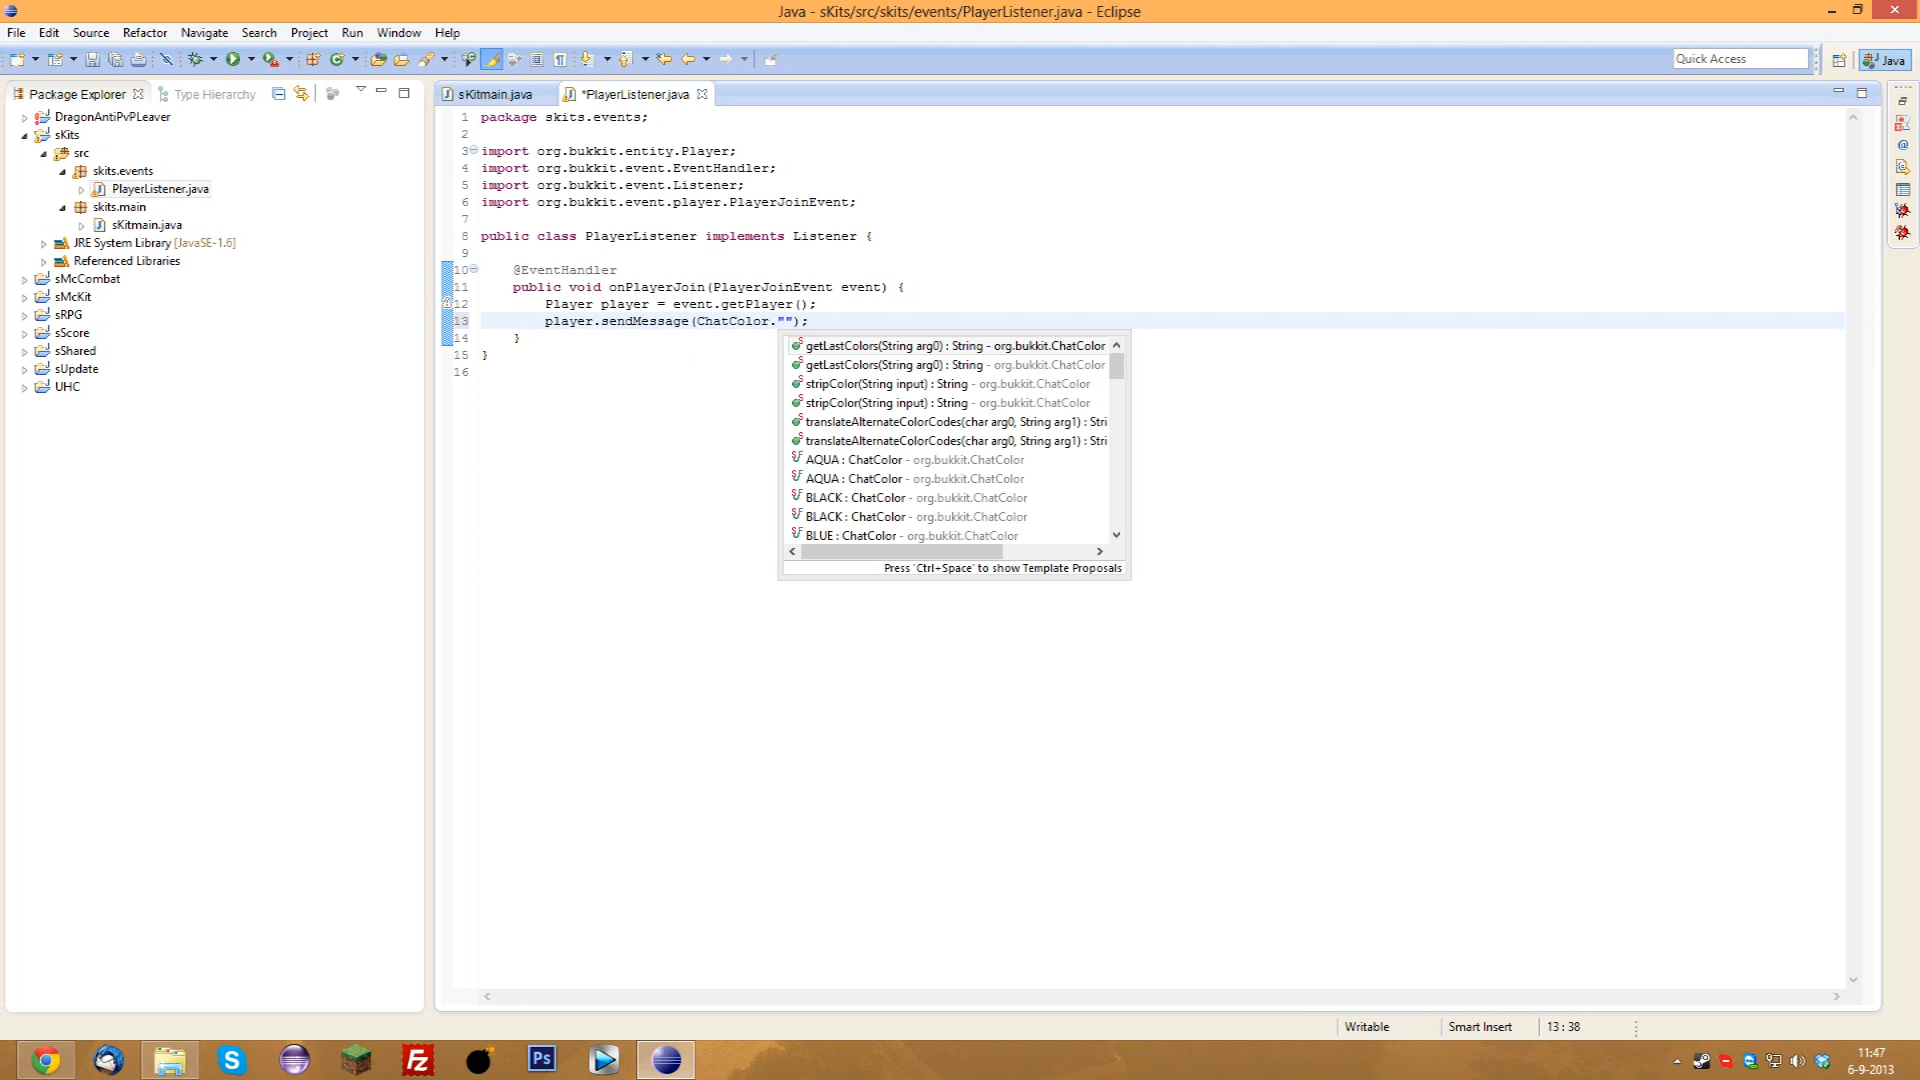 Java - sKits/src/skits/events/PlayerListener.java - Eclipse
File Edit Source Refactor Navigate Search Project Run Window Help
Quick Access
Java
Package Explorer
Type Hierarchy
sKitmain.java
*PlayerListener.java
DragonAntiPvPLeaver
sKits
src
skits.events
PlayerListener.java
skits.main
sKitmain.java
JRE System Library [JavaSE-1.6]
Referenced Libraries
sMcCombat
sMcKit
sRPG
sScore
sShared
sUpdate
UHC
1 package skits.events;
2
3 import org.bukkit.entity.Player;
4 import org.bukkit.event.EventHandler;
5 import org.bukkit.event.Listener;
6 import org.bukkit.event.player.PlayerJoinEvent;
7
8 public class PlayerListener implements Listener {
9
10 @EventHandler
11 public void onPlayerJoin(PlayerJoinEvent event) {
12 Player player = event.getPlayer();
13 player.sendMessage(ChatColor."");
14 }
15 }
16
getLastColors(String arg0) : String - org.bukkit.ChatColor
getLastColors(String arg0) : String - org.bukkit.ChatColor
stripColor(String input) : String - org.bukkit.ChatColor
stripColor(String input) : String - org.bukkit.ChatColor
translateAlternateColorCodes(char arg0, String arg1) : Stri
translateAlternateColorCodes(char arg0, String arg1) : Stri
AQUA : ChatColor - org.bukkit.ChatColor
AQUA : ChatColor - org.bukkit.ChatColor
BLACK : ChatColor - org.bukkit.ChatColor
BLACK : ChatColor - org.bukkit.ChatColor
BLUE : ChatColor - org.bukkit.ChatColor
Press 'Ctrl+Space' to show Template Proposals
Writable
Smart Insert
13 : 38
Fz
Ps
11:47
6-9-2013